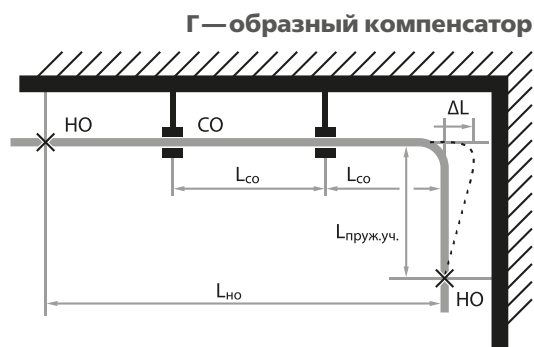 Г—образный компенсатор
ΔL
НО
СО
Lсо
Lсо
Lпруж.уч.
Lно
НО